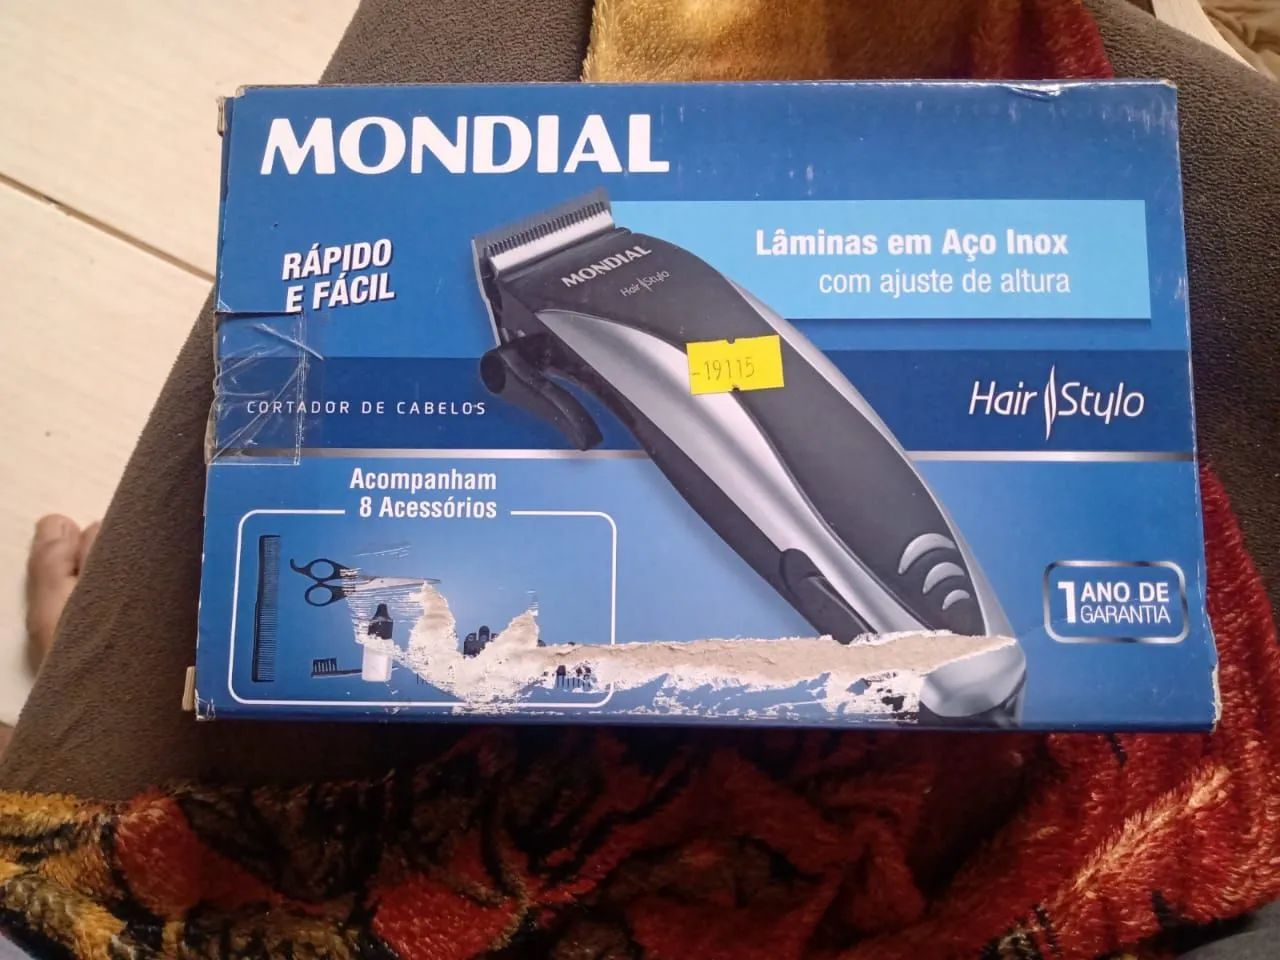 MONDIAL
RÁPIDO
E FÁCIL
MONDIAL
Hair Stylo
Lâminas em Aço Inox
com ajuste de altura
-19115
CORTADOR DE CABELOS
Hair Stylo
Acompanham
8 Acessórios
1 ANO DE
GARANTIA